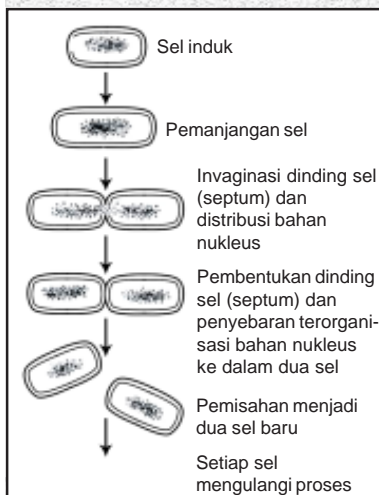 Sel induk
Pemanjangan sel
Invaginasi dinding sel
(septum) dan
distribusi bahan
nukleus
Pembentukan dinding
sel (septum) dan
penyebaran terorgani-
sasi bahan nukleus
ke dalam dua sel
Pemisahan menjadi
dua sel baru
Setiap sel
mengulangi proses